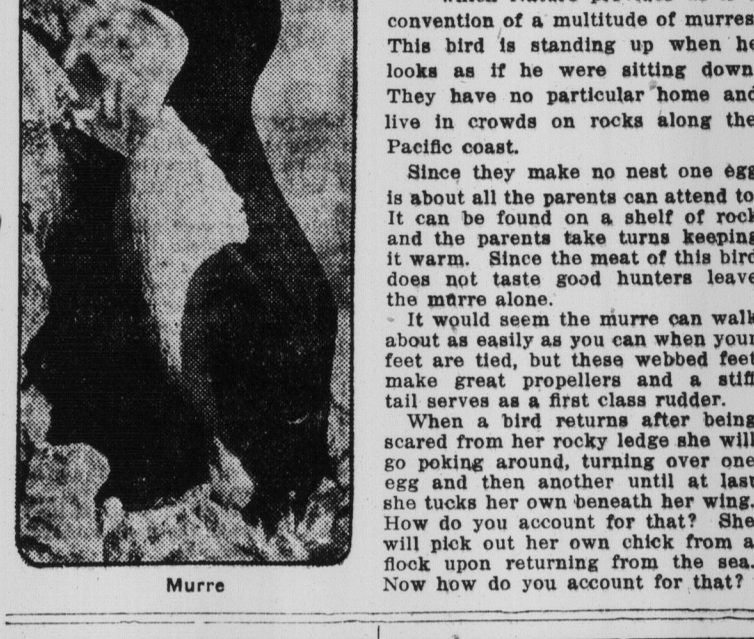 convention of a multitude of murres
This bird is standing up when he
looks as if he were sitting down
They have no particular home and
live in crowds on rocks along the
Pacific coast.
Since they make no nest one egg
is about all the parents can attend to
It can be found on a shelf of rock
and the parents take turns keeping
it warm. Since the meat of this bird
does not taste good hunters leave
the murre alone.
It would seem the murre can walk
about as easily as you can when your
feet are tied, but these webbed feet
make great propellers and a stiff
tail serves as a first class rudder.
When a bird returns after being
scared from her rocky ledge she will
go poking around, turning over one
egg and then another until at last
she tucks her own beneath her wing.
How do you account for that? She
will pick out her own chick from a
flock upon returning from the sea.
Now how do you account for that?
Murre